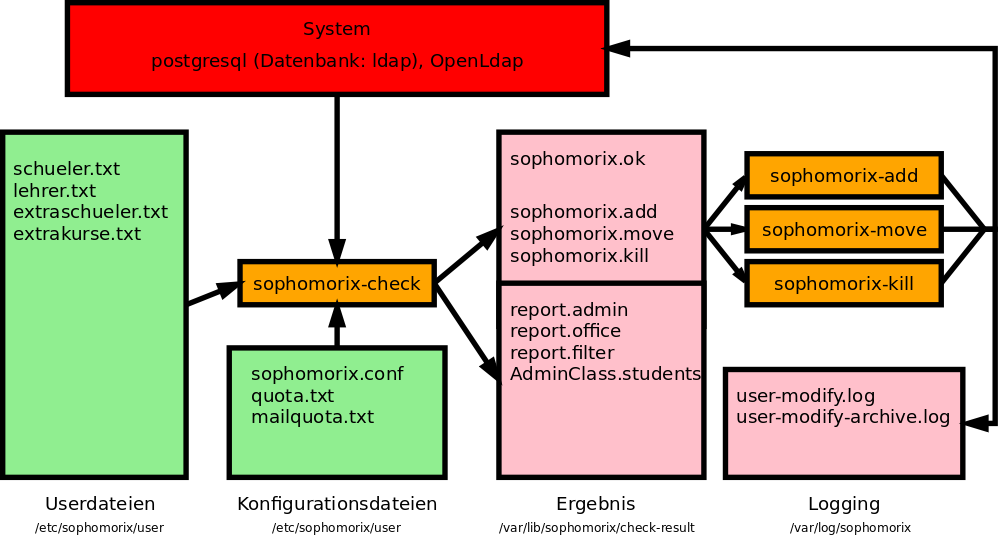 System
postgresql (Datenbank: ldap), OpenLdap
schueler.txt
lehrer.txt
extraschueler.txt
extrakurse.txt
sophomorix-check
sophomorix.conf
quota.txt
mailquota.txt
sophomorix.ok
sophomorix.add
sophomorix.move
sophomorix.kill
report.admin
report.office
report.filter
AdminClass.students
sophomorix-add
sophomorix-move
sophomorix-kill
user-modify.log
user-modify-archive.log
Userdateien
/etc/sophomorix/user
Konfigurationsdateien
/etc/sophomorix/user
Ergebnis
/var/lib/sophomorix/check-result
Logging
/var/log/sophomorix